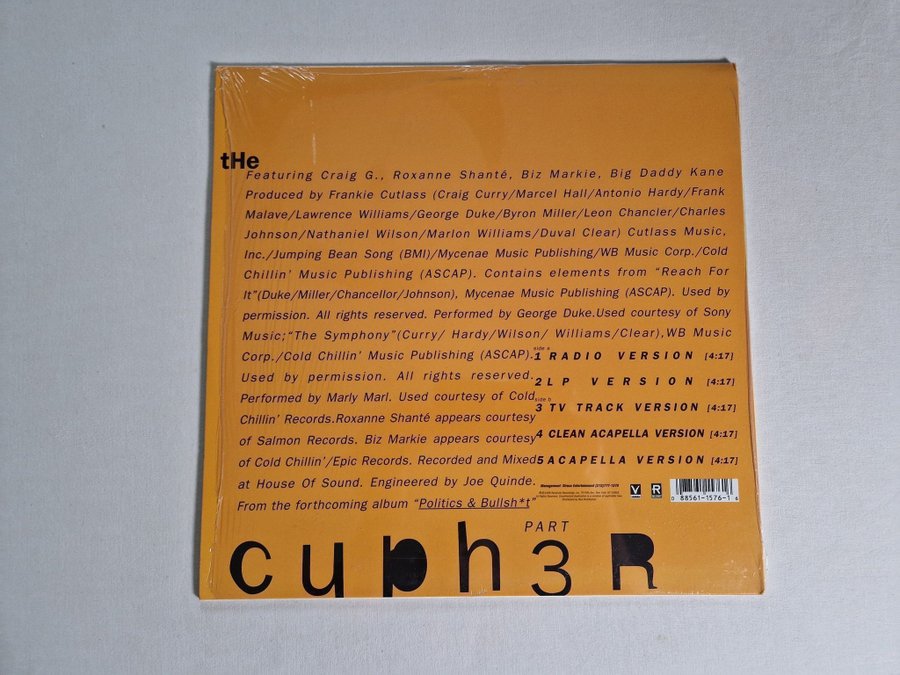 tHe
Featuring Craig G., Roxanne Shanté, Biz Markie, Big Daddy Kane
Produced by Frankie Cutlass (Craig Curry/Marcel Hall/Antonio Hardy/Frank
Malave/Lawrence Williams/George Duke/Byron Miller/Leon Chancler/Charles
Johnson/Nathaniel Wilson/Marlon Williams/Duval Clear) Cutlass Music,
Inc./Jumping Bean Song (BMI)/Mycenae Music Publishing/WB Music Corp./Cold
Chillin' Music Publishing (ASCAP). Contains elements from “Reach For
It”(Duke/Miller/Chancellor/Johnson), Mycenae Music Publishing (ASCAP). Used by
permission. All rights reserved. Performed by George Duke.Used courtesy of Sony
Music;“The Symphony”(Curry/ Hardy/Wilson/ Williams/Clear),WB Music
Corp./Cold Chillin' Music Publishing (ASCAP).
Used by permission. All rights reserved.
Performed by Marly Marl. Used courtesy of Cold
Chillin' Records.Roxanne Shanté appears courtesy
of Salmon Records. Biz Markie appears courtesy
of Cold Chillin'/Epic Records. Recorded and Mixed
at House Of Sound. Engineered by Joe Quinde.
From the forthcoming album “Politics & Bullsh*t”
side a
1 RADIO VERSION [4:17]
2 LP VERSION [4:17]
side b
3 TV TRACK VERSION [4:17]
4 CLEAN ACAPELLA VERSION [4:17]
5 ACAPELLA VERSION [4:17]
Management: Street Entertainment
V
R
0 88561-1576-1 4
PART
cuph3R